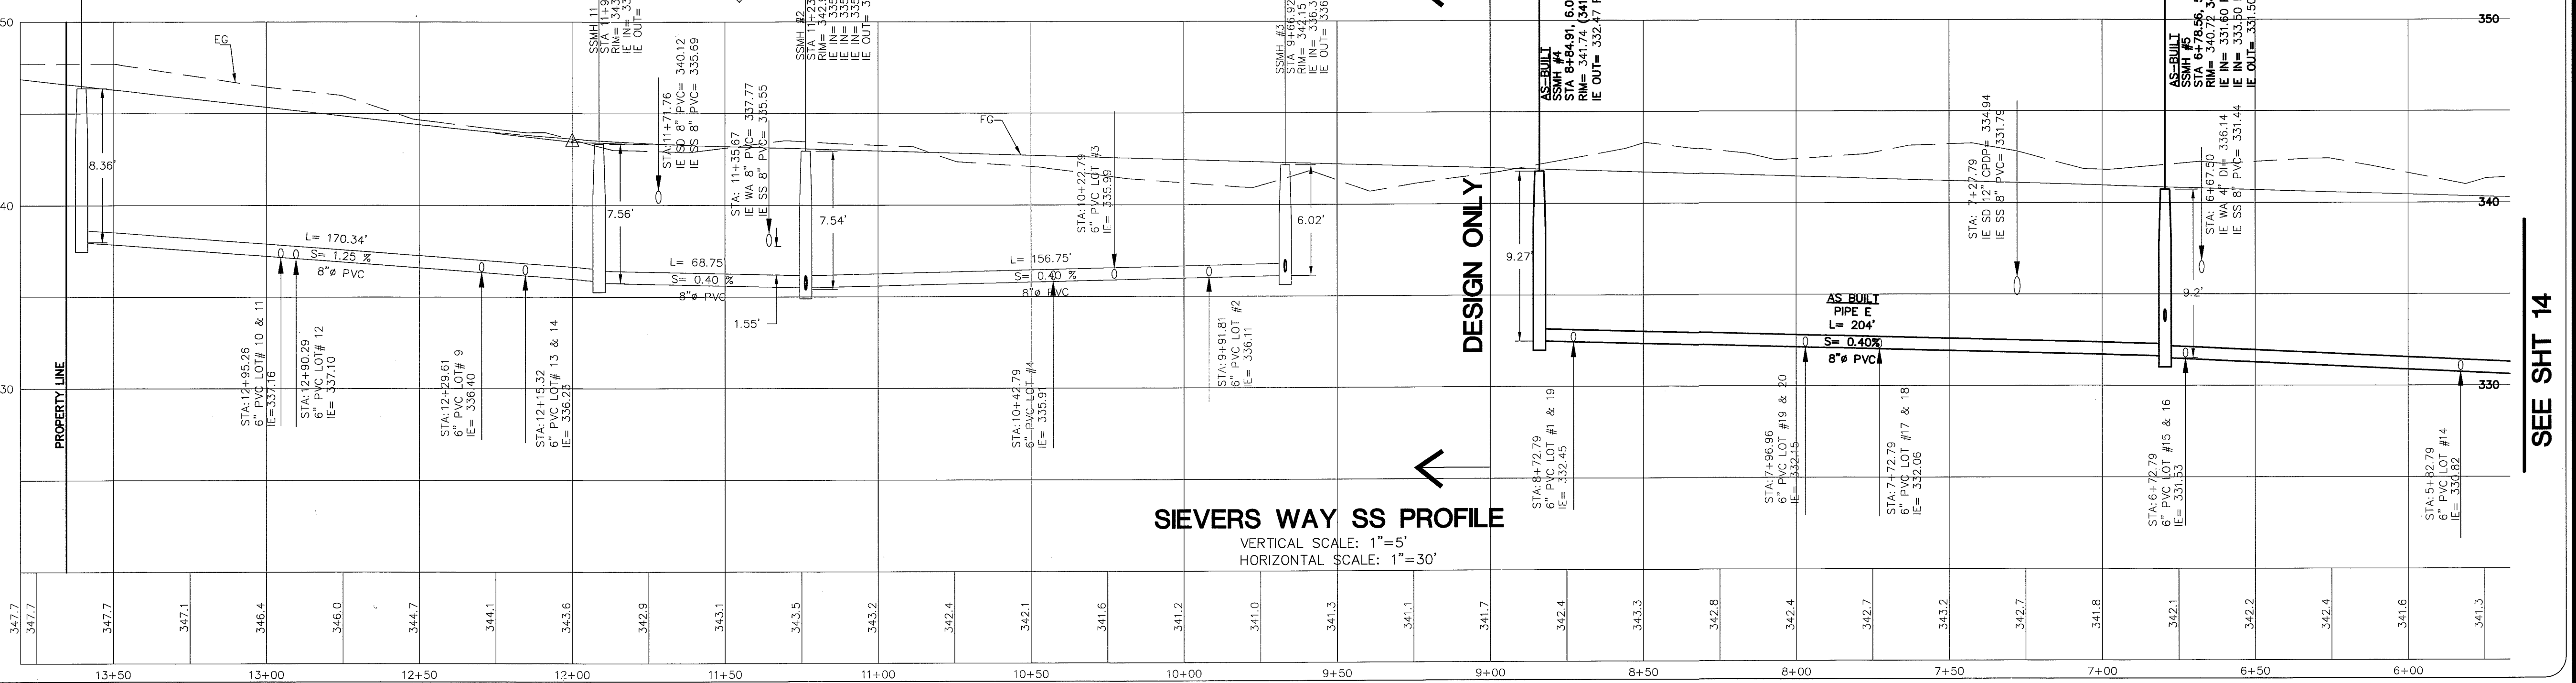 350
EG
8.36'
L= 170.34'
S= 1.25 %
8"ø PVC
7.56'
STA:11+71.76
IE SD 8" PVC= 340.12
IE SS 8" PVC= 335.69
STA: 11+35.67
IE WA 8" PVC= 337.77
IE SS 8" PVC= 335.55
L= 68.75'
S= 0.40 %
8"ø PVC
1.55'
SSMH #2
7.54'
FG
STA:10+22.79
6" PVC LOT #3
IE= 335.99
L= 156.75'
S= 0.40 %
8"ø PVC
SSMH #3
STA 9+66.92
RIM= 342.15
6.02'
DESIGN ONLY
AS-BUILT
SSMH #4
STA 8+84.91, 6.0
RIM= 341.74 (341
IE OUT= 332.47
9.27'
AS BUILT
PIPE E
L= 204'
S= 0.40%
8"ø PVC
STA: 7+27.79
IE SD 12" CPDP= 334.94
IE SS 8" PVC= 331.79
AS-BUILT
SSMH #5
STA 6+78.56,
RIM= 340.72
IE IN= 331.60
IE IN= 333.50
IE OUT= 331.50
STA: 6+67.50
IE WA 4" DI= 336.14
IE SS 8" PVC= 331.44
9.2'
340
330
SEE SHT 14
PROPERTY LINE
STA:12+95.26
6" PVC LOT# 10 & 11
IE=337.16
STA:12+90.29
6" PVC LOT# 12
IE= 337.10
STA:12+29.61
6" PVC LOT# 9
IE= 336.40
STA:12+15.32
6" PVC LOT# 13 & 14
IE= 336.23
STA:10+42.79
6" PVC LOT #4
IE= 335.91
STA:9+91.81
6" PVC LOT #2
IE= 336.11
STA:8+72.79
6" PVC LOT #1 & 19
IE= 332.45
STA:7+96.96
6" PVC LOT #19 & 20
IE= 332.15
STA:7+72.79
6" PVC LOT #17 & 18
IE= 332.06
STA:6+72.79
6" PVC LOT #15 & 16
IE= 331.53
STA:5+82.79
6" PVC LOT #14
IE= 330.82
SIEVERS WAY SS PROFILE
VERTICAL SCALE: 1"=5'
HORIZONTAL SCALE: 1"=30'
347.7 347.7 347.7 347.1 346.4 346.0 344.7 344.1 343.6 342.9 343.1 343.5 343.2 342.4 342.1 341.6 341.2 341.0 341.3 341.1 341.7 342.4 343.3 342.8 342.4 342.7 343.2 342.7 341.8 342.1 342.2 342.4 341.6 341.3
13+50 13+00 12+50 12+00 11+50 11+00 10+50 10+00 9+50 9+00 8+50 8+00 7+50 7+00 6+50 6+00